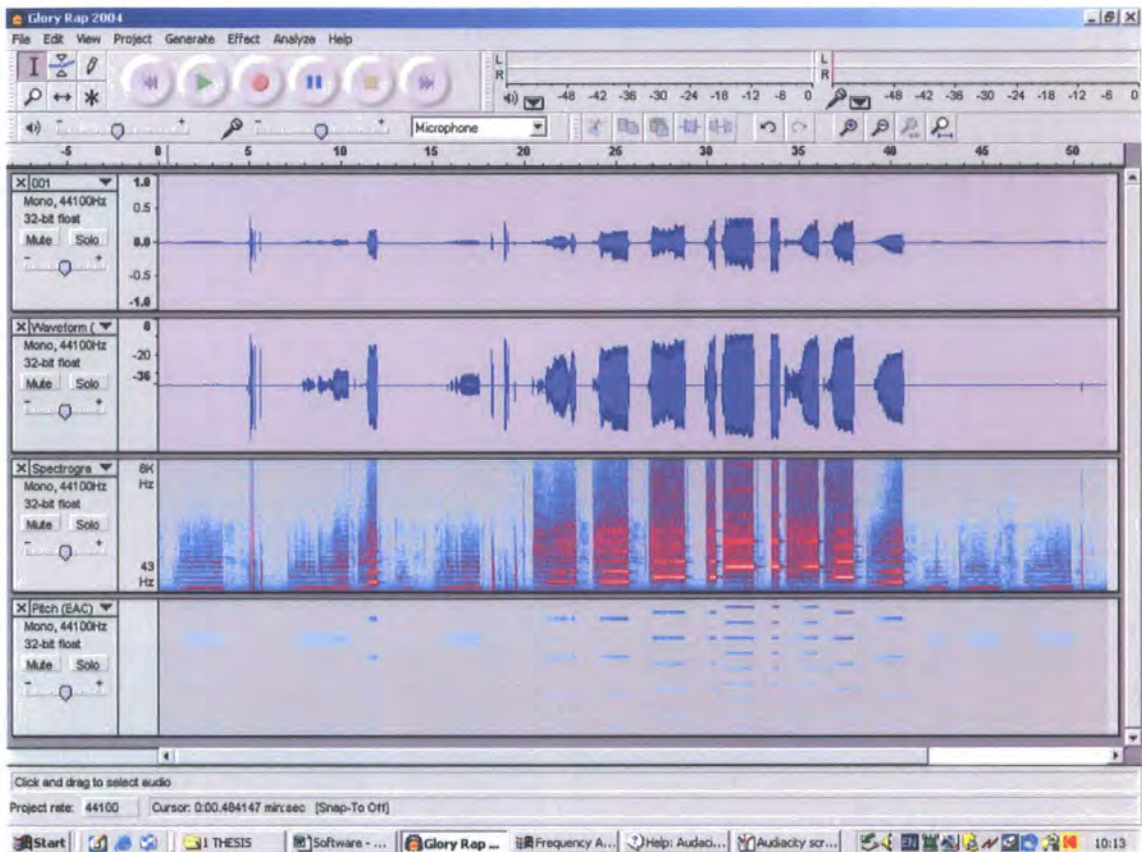 Glory Rap 2004
File Edit View Project Generate Effect Analyze Help
L
R
-48 -42 -36 -30 -24 -18 -12 -6 0
L
R
-48 -42 -36 -30 -24 -18 -12 -6 0
- + - + Microphone
-5 0 5 10 15 20 25 30 35 40 45 50
X 001
Mono, 44100Hz
32-bit float
Mute Solo
- +
1.0
0.5
0.0
-0.5
-1.0
X Waveform (
Mono, 44100Hz
32-bit float
Mute Solo
- +
-20
-36
X Spectrogra
Mono, 44100Hz
32-bit float
Mute Solo
- +
8K
Hz
43
Hz
X Pitch (EAC)
Mono, 44100Hz
32-bit float
Mute Solo
- +
Click and drag to select audio
Project rate: 44100 Cursor: 0:00.484147 min:sec [Snap-To Off]
Start 1 THESIS Software - ... Glory Rap ... Frequency A... Help: Audaci... Audacity scr... 10:13